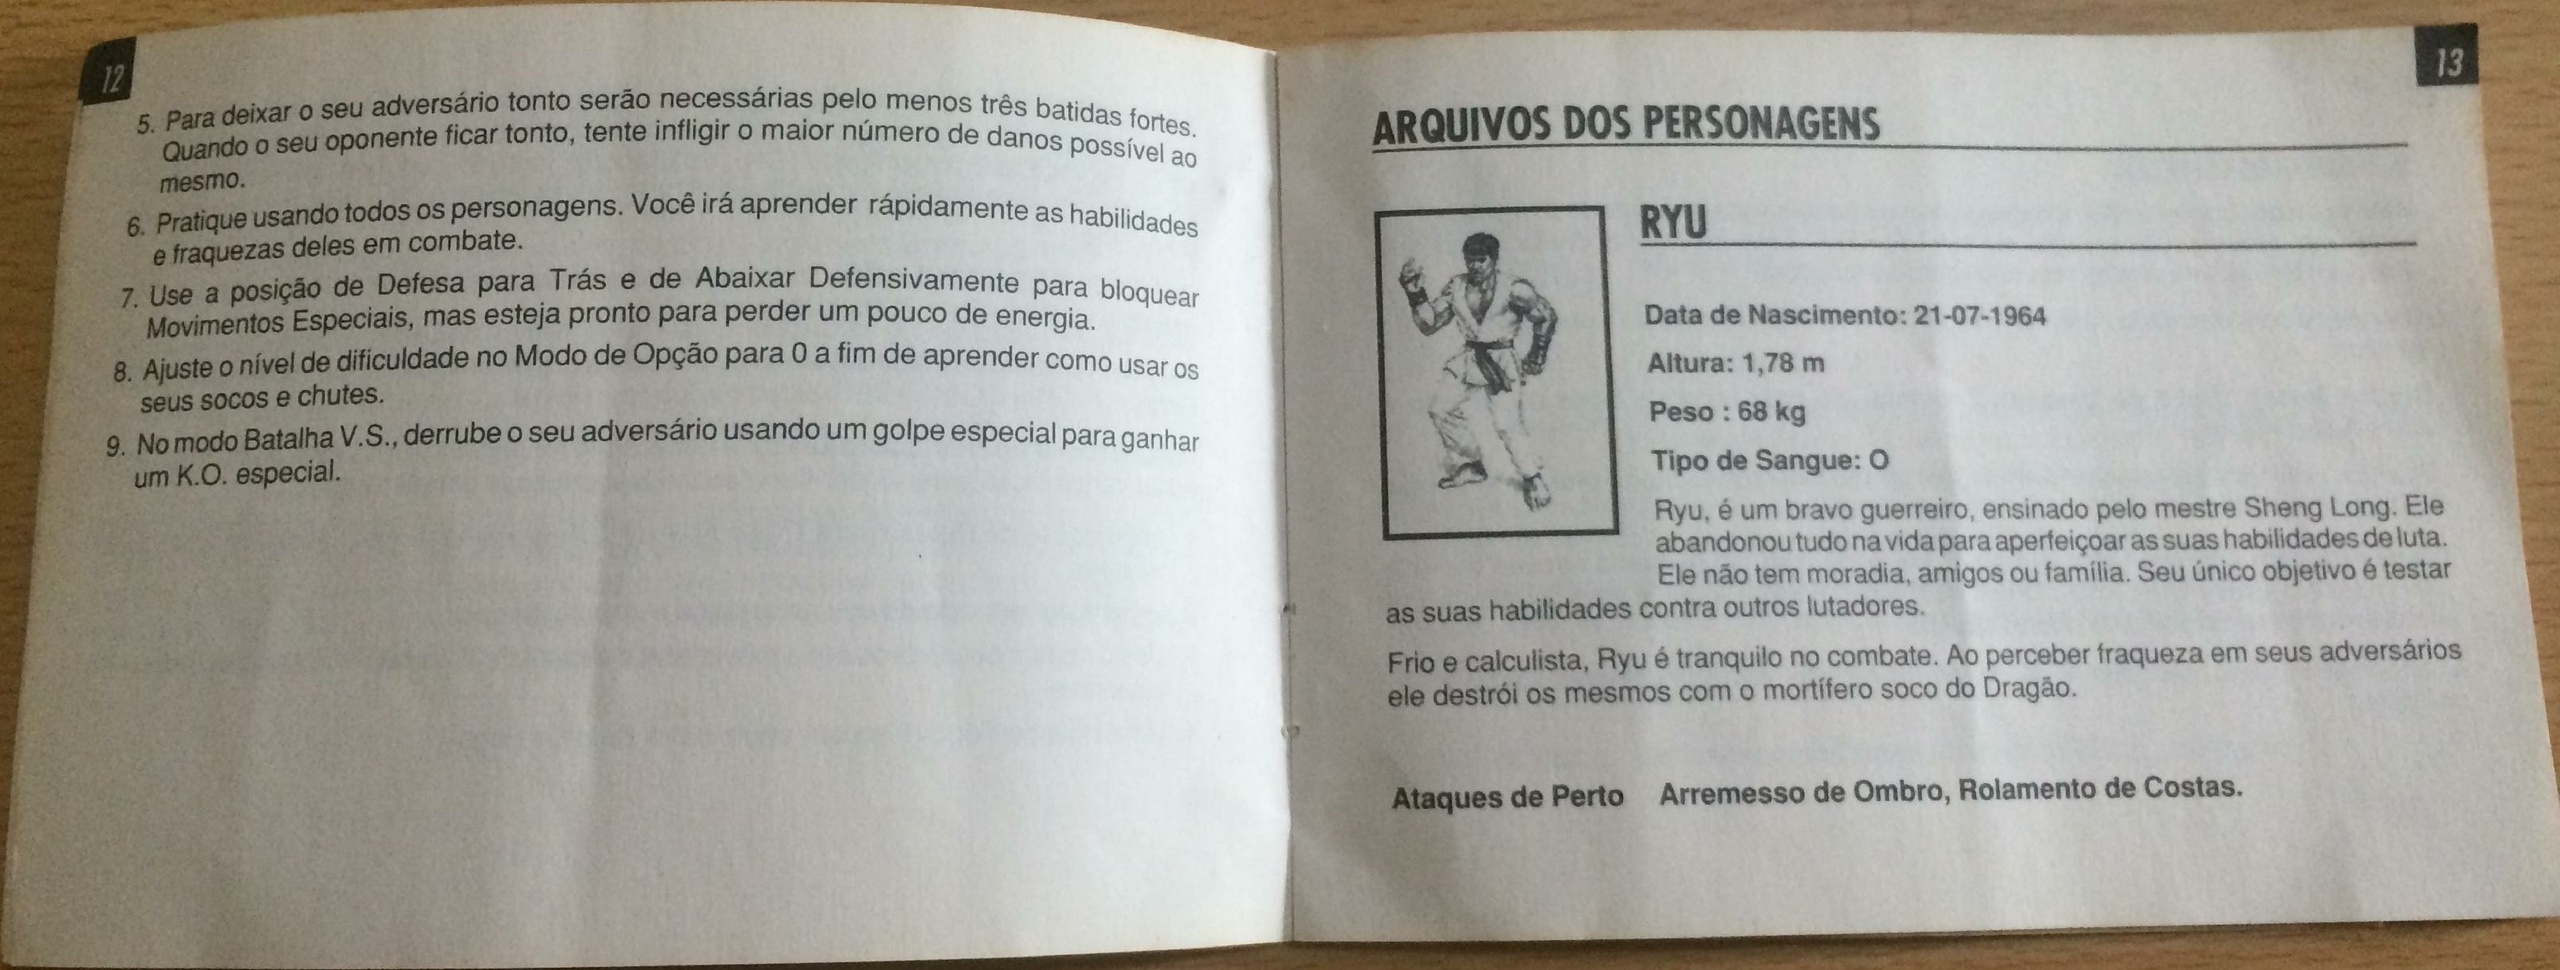 12
5. Para deixar o seu adversário tonto serão necessárias pelo menos três batidas fortes.
Quando o seu oponente ficar tonto, tente infligir o maior número de danos possível ao
mesmo.
6. Pratique usando todos os personagens. Você irá aprender rápidamente as habilidades
e fraquezas deles em combate.
7. Use a posição de Defesa para Trás e de Abaixar Defensivamente para bloquear
Movimentos Especiais, mas esteja pronto para perder um pouco de energia.
8. Ajuste o nível de dificuldade no Modo de Opção para 0 a fim de aprender como usar os
seus socos e chutes.
9. No modo Batalha V.S., derrube o seu adversário usando um golpe especial para ganhar
um K.O. especial.
13
ARQUIVOS DOS PERSONAGENS
RYU
Data de Nascimento: 21-07-1964
Altura: 1,78 m
Peso : 68 kg
Tipo de Sangue: O
Ryu, é um bravo guerreiro, ensinado pelo mestre Sheng Long. Ele
abandonou tudo na vida para aperfeiçoar as suas habilidades de luta.
Ele não tem moradia, amigos ou família. Seu único objetivo é testar
as suas habilidades contra outros lutadores.
Frio e calculista, Ryu é tranquilo no combate. Ao perceber fraqueza em seus adversários
ele destrói os mesmos com o mortífero soco do Dragão.
Ataques de Perto Arremesso de Ombro, Rolamento de Costas.